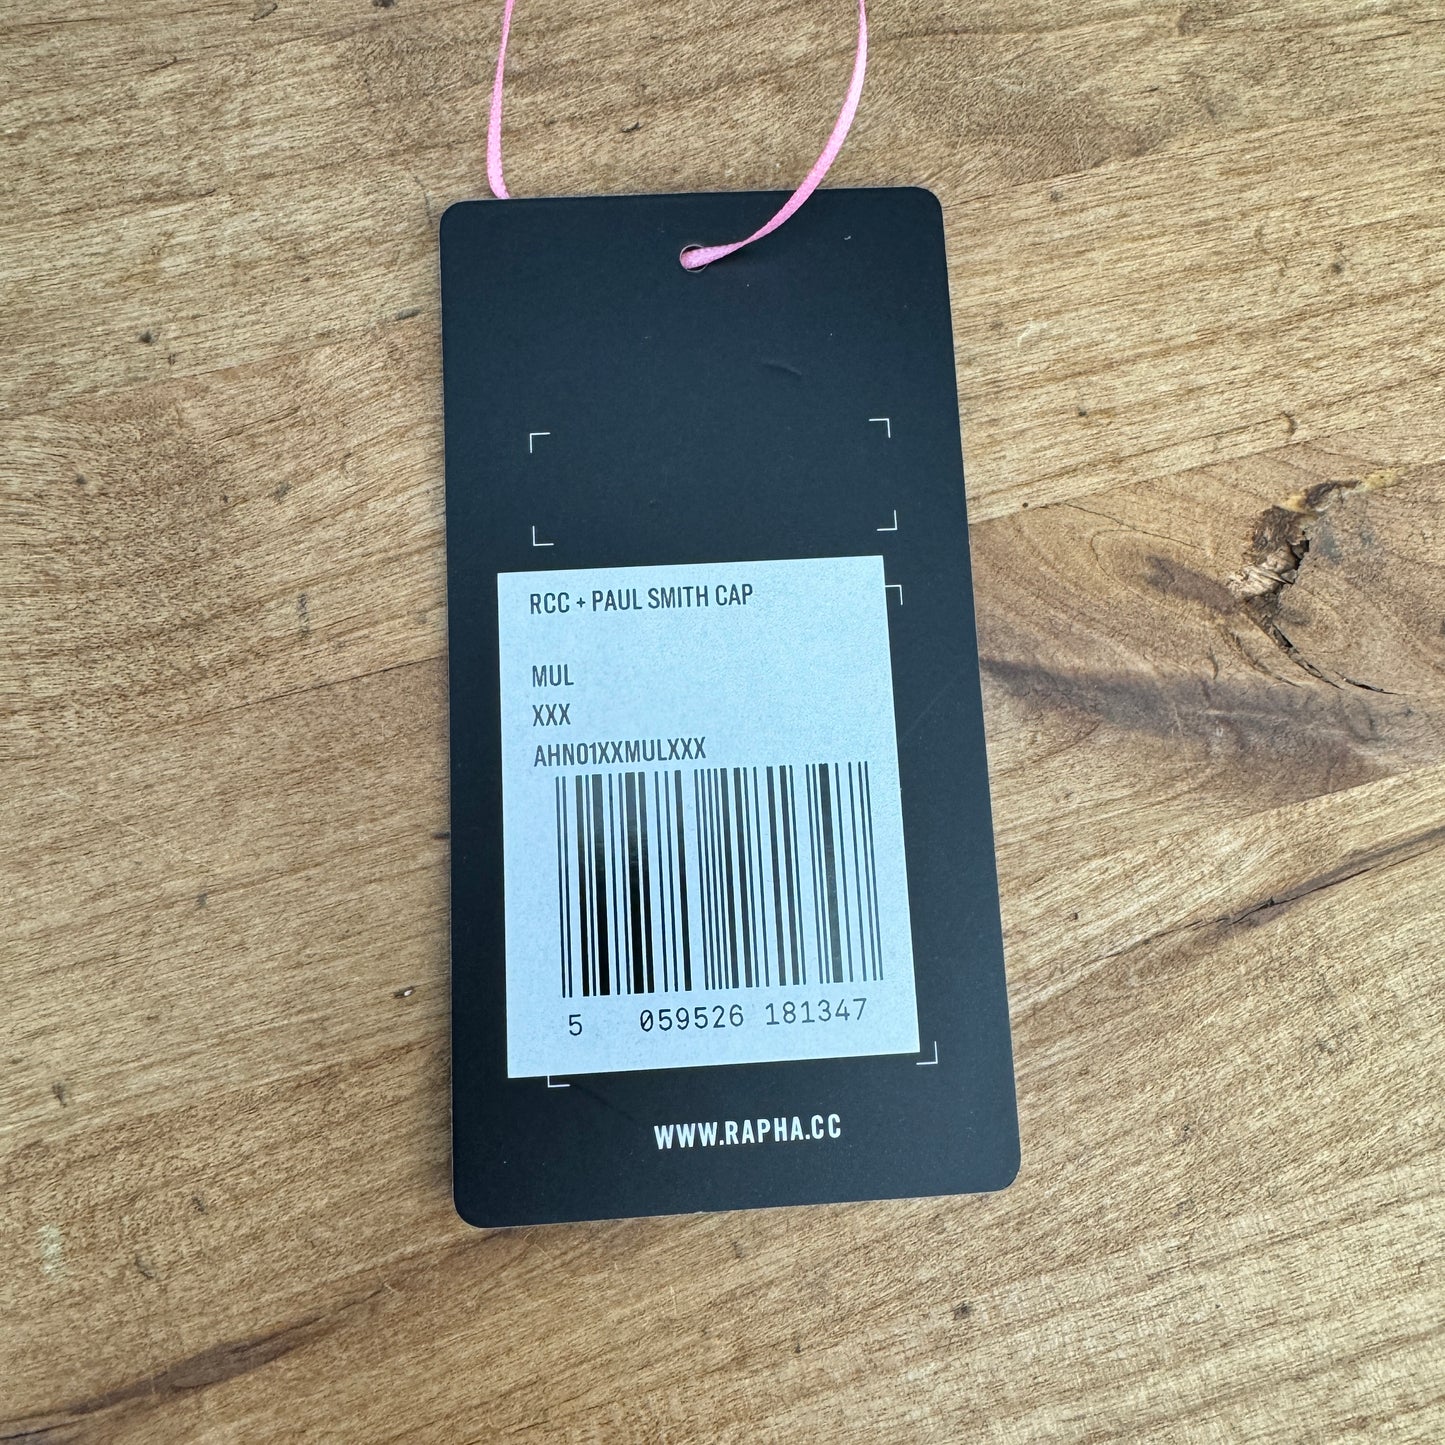 RCC + PAUL SMITH CAP
MUL
XXX
AHN01XXMULXXX
5 059526 181347
WWW.RAPHA.CC